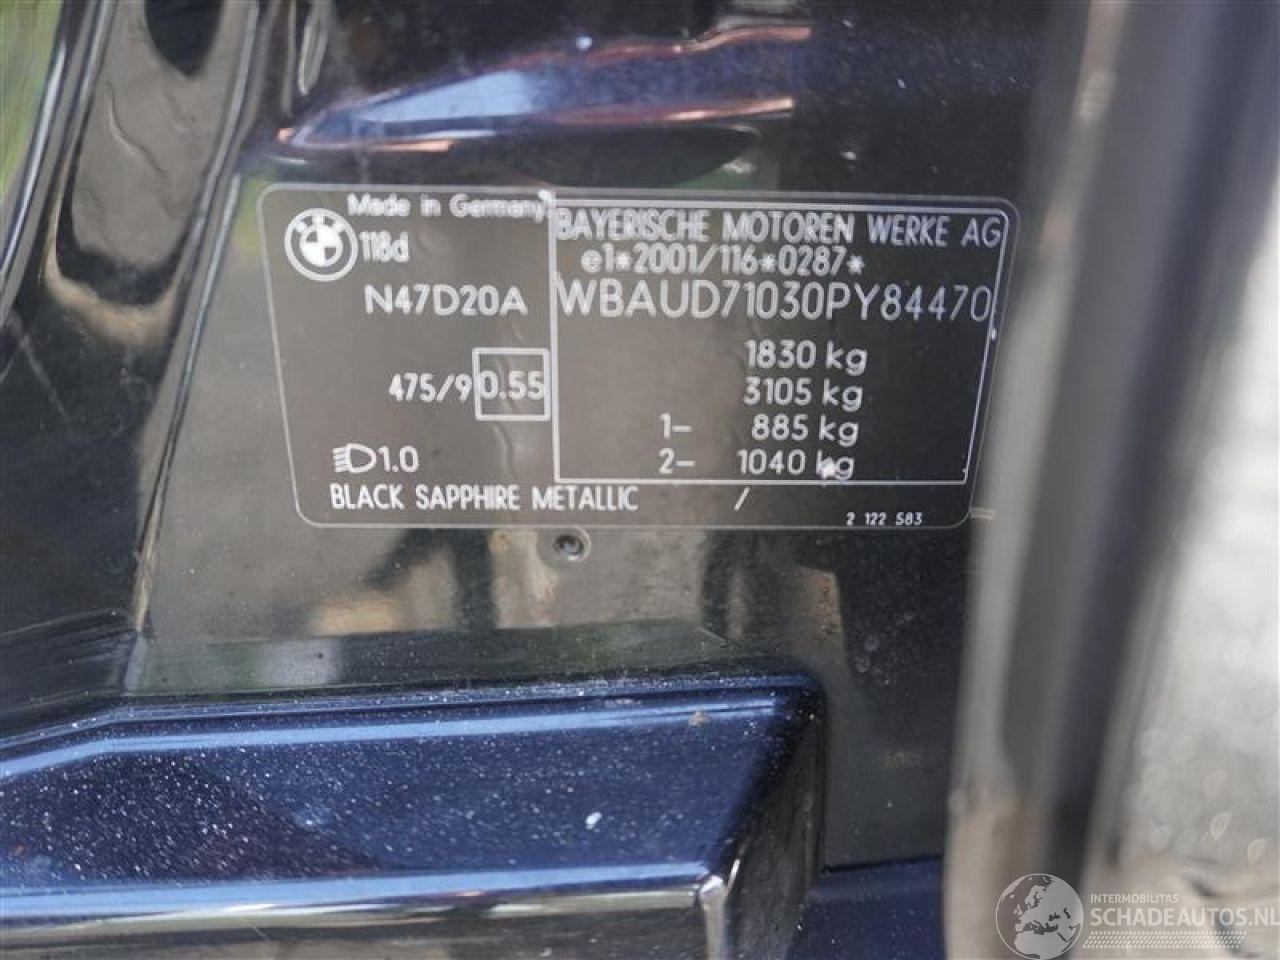 Made in Germany
BMW
118d
N47D20A
475/9 0.55
1.0
BLACK SAPPHIRE METALLIC /
BAYERISCHE MOTOREN WERKE AG
e1*2001/116*0287*
WBAUD71030PY84470
1830 kg
3105 kg
1- 885 kg
2- 1040 kg
2 122 583
INTERMOBILITAS
SCHADEAUTOS.NL